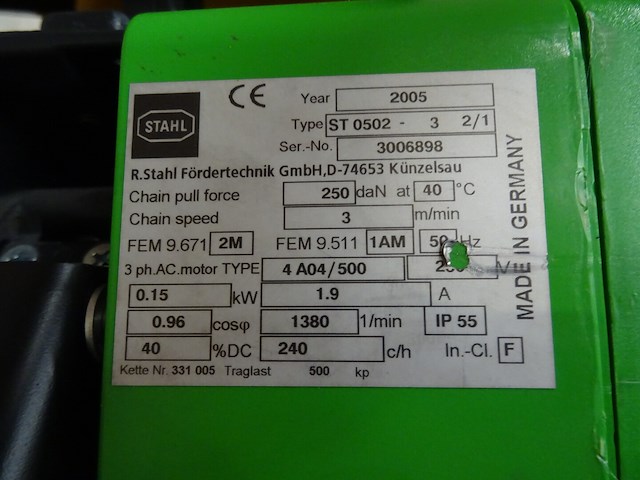 STAHL
CE
Year 2005
Type ST 0502 - 3 2/1
Ser.-No. 3006898
R.Stahl Fördertechnik GmbH,D-74653 Künzelsau
Chain pull force 250 daN at 40 °C
Chain speed 3 m/min
FEM 9.671 2M FEM 9.511 1AM 50 Hz
3 ph.AC.motor TYPE 4 A04/500 V
0.15 kW 1.9 A
0.96 cosφ 1380 1/min IP 55
40 %DC 240 c/h In.-Cl. F
Kette Nr. 331 005 Traglast 500 kp
MADE IN GERMANY